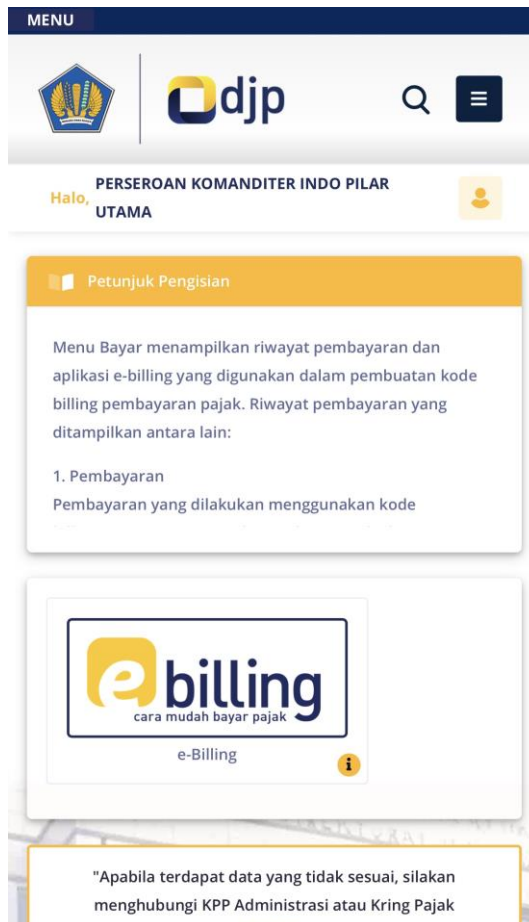 MENU
djp
Halo,
PERSEROAN KOMANDITER INDO PILAR
UTAMA
Petunjuk Pengisian
Menu Bayar menampilkan riwayat pembayaran dan
aplikasi e-billing yang digunakan dalam pembuatan kode
billing pembayaran pajak. Riwayat pembayaran yang
ditampilkan antara lain:
1. Pembayaran
Pembayaran yang dilakukan menggunakan kode
e billing
cara mudah bayar pajak
e-Billing
i
"Apabila terdapat data yang tidak sesuai, silakan
menghubungi KPP Administrasi atau Kring Pajak